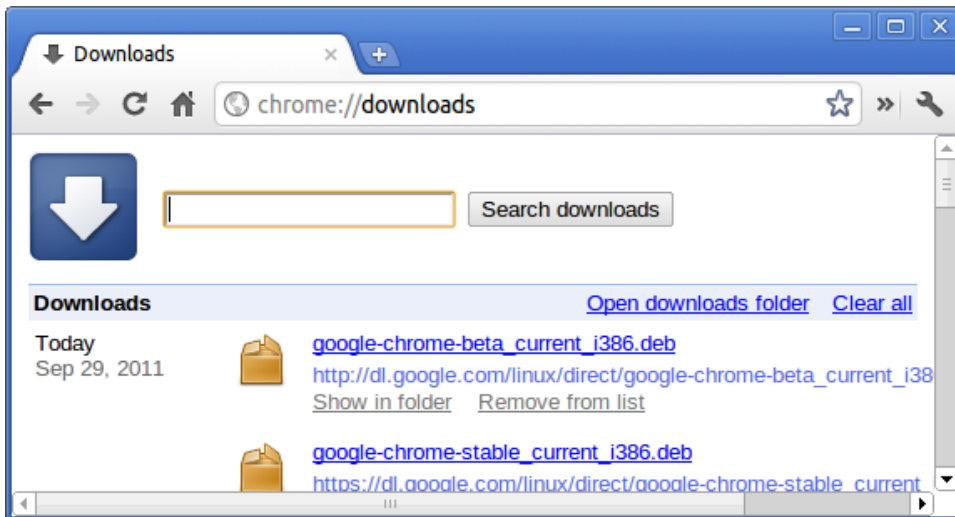 Downloads
chrome://downloads
Search downloads
Downloads Open downloads folder Clear all
Today google-chrome-beta_current_i386.deb
Sep 29, 2011 http://dl.google.com/linux/direct/google-chrome-beta_current_i38
Show in folder Remove from list
google-chrome-stable_current_i386.deb
https://dl.google.com/linux/direct/google-chrome-stable_current_